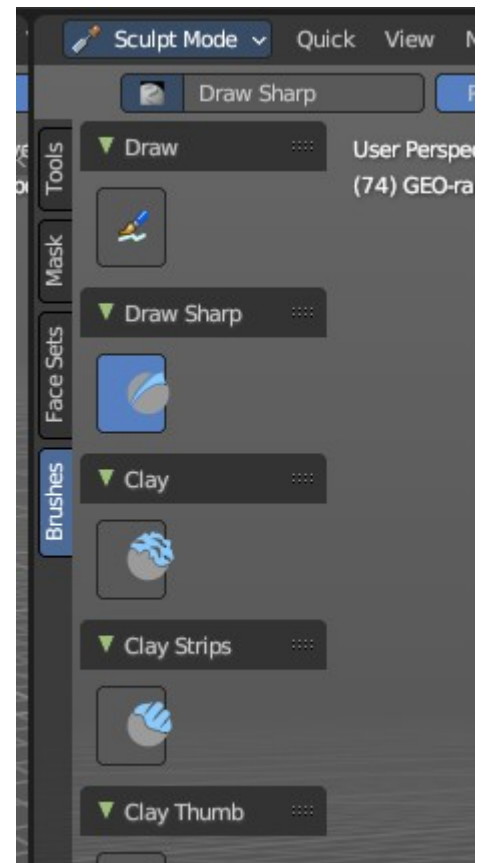 Sculpt Mode Quick View
Draw Sharp
Tools
Mask
Face Sets
Brushes
Draw
Draw Sharp
Clay
Clay Strips
Clay Thumb
User Perspe
(74) GEO-ra